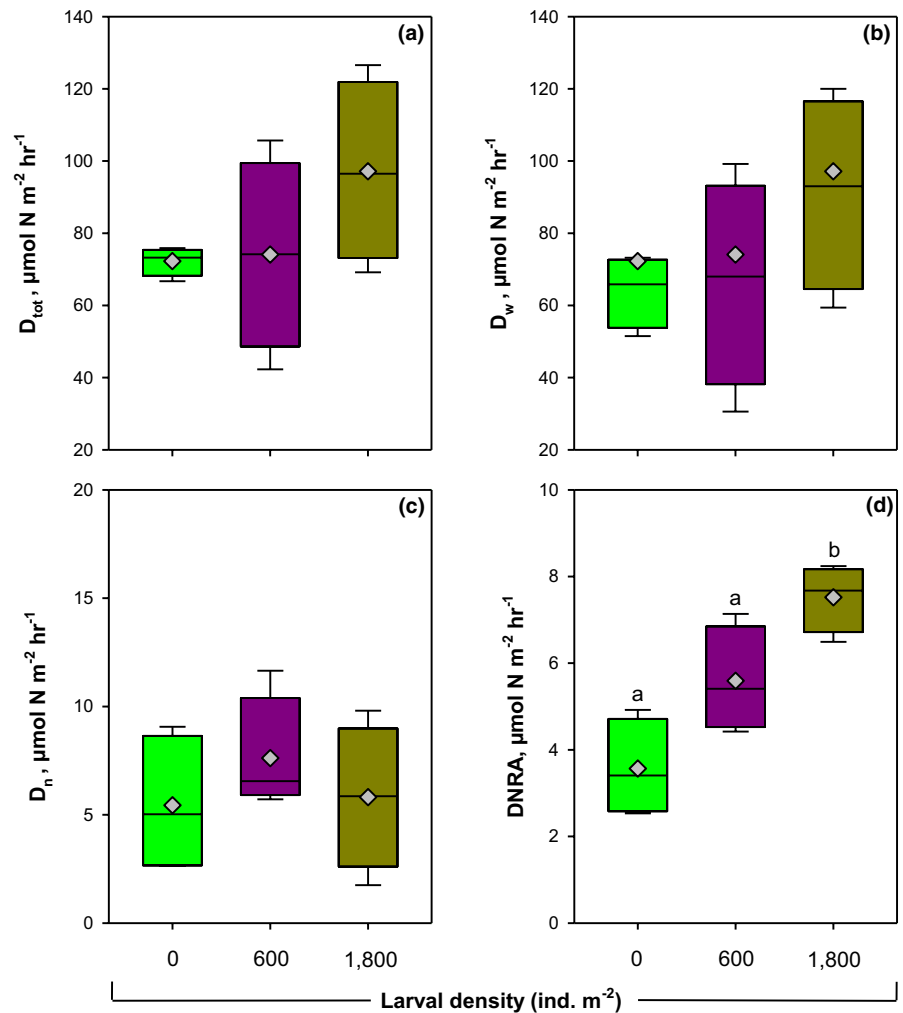 (a)
140
120
100
80
60
40
20
D_tot , µmol N m⁻² hr⁻¹
(b)
140
120
100
80
60
40
20
D_w , µmol N m⁻² hr⁻¹
(c)
20
15
10
5
0
D_n , µmol N m⁻² hr⁻¹
0 600 1,800
(d)
10
8
6
4
2
0
DNRA, µmol N m⁻² hr⁻¹
a a b
0 600 1,800
Larval density (ind. m⁻²)